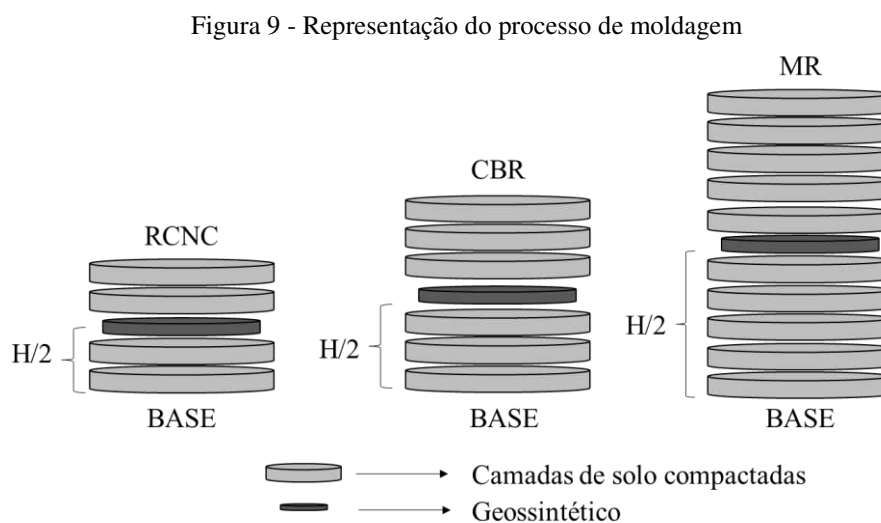 Figura 9 - Representação do processo de moldagem
RCNC
H/2
BASE
CBR
H/2
BASE
MR
H/2
BASE
Camadas de solo compactadas
Geossintético